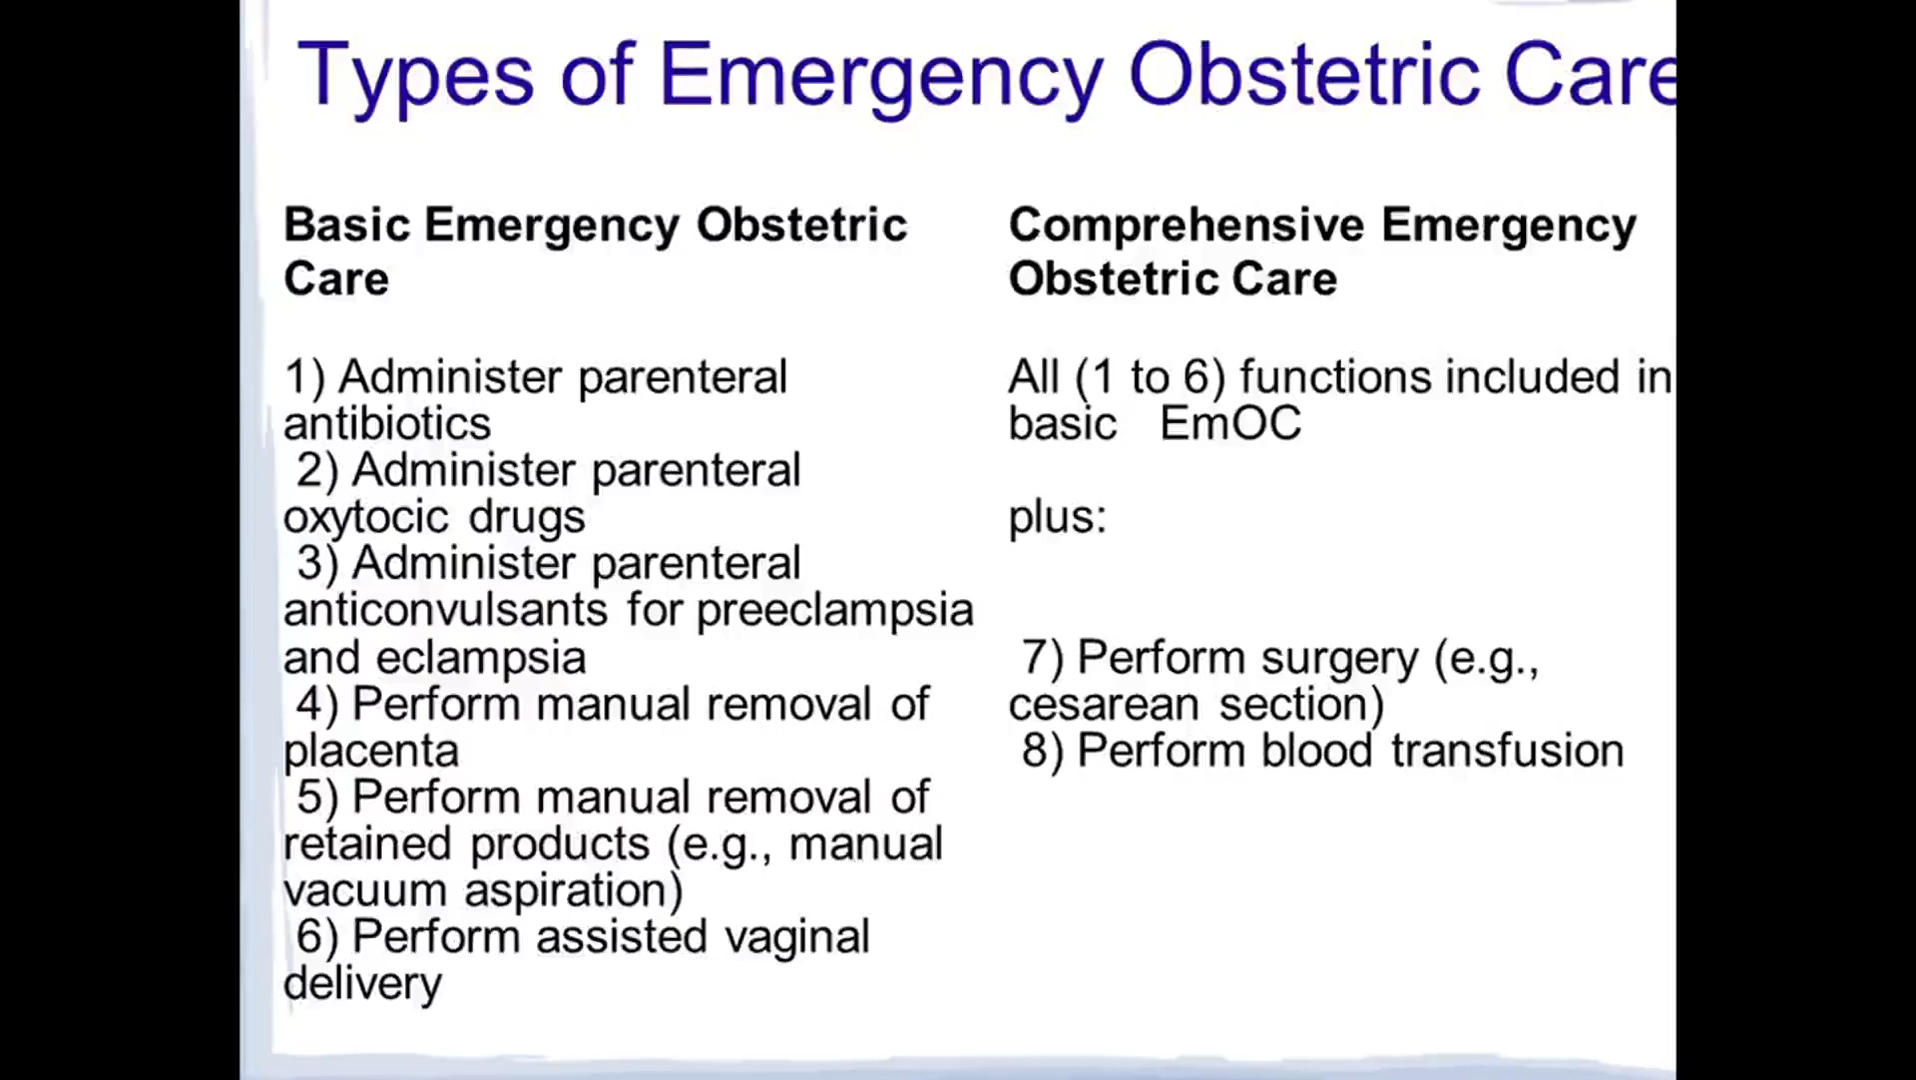 Types of Emergency Obstetric Care
Basic Emergency Obstetric
Care
1) Administer parenteral
antibiotics
2) Administer parenteral
oxytocic drugs
3) Administer parenteral
anticonvulsants for preeclampsia
and eclampsia
4) Perform manual removal of
placenta
5) Perform manual removal of
retained products (e.g., manual
vacuum aspiration)
6) Perform assisted vaginal
delivery
Comprehensive Emergency
Obstetric Care
All (1 to 6) functions included in
basic EmOC
plus:
7) Perform surgery (e.g.,
cesarean section)
8) Perform blood transfusion